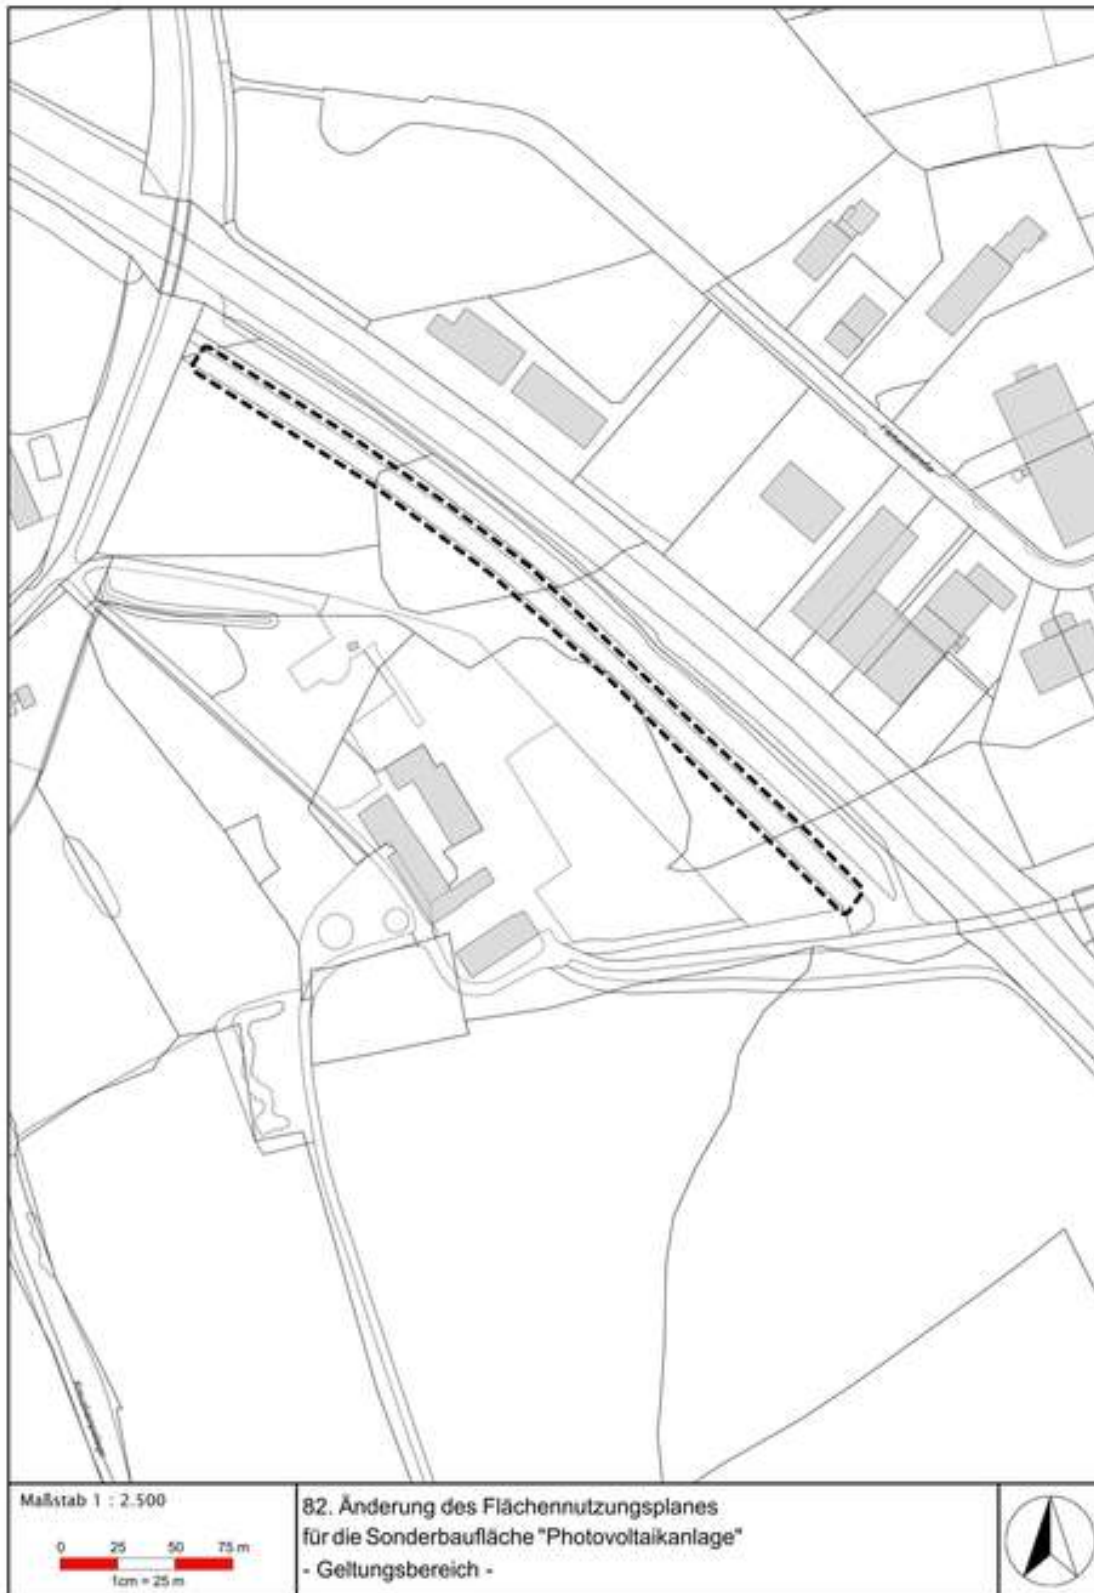 Maßstab 1 : 2.500
0 25 50 75 m
1cm = 25 m
82. Änderung des Flächennutzungsplanes
für die Sonderbaufläche "Photovoltaikanlage"
- Geltungsbereich -